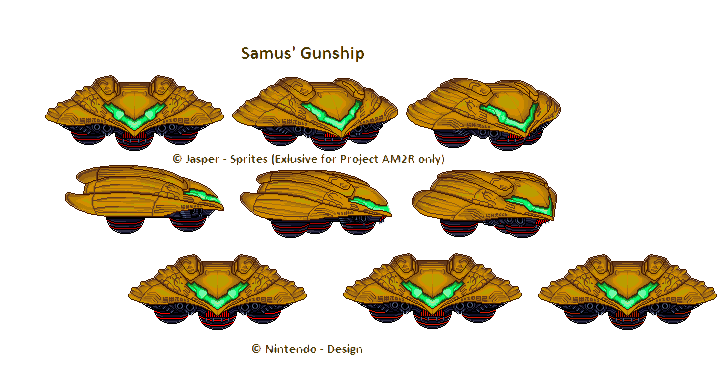 Samus' Gunship
© Jasper - Sprites (Exlusive for Project AM2R only)
© Nintendo - Design